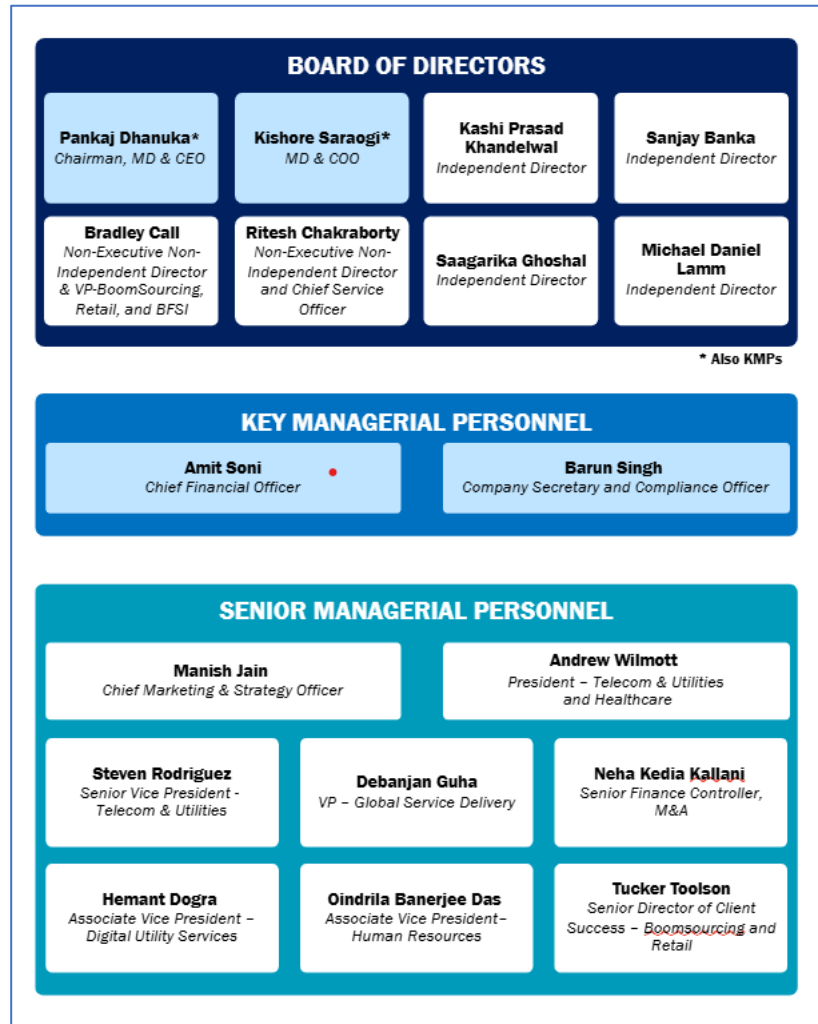 BOARD OF DIRECTORS
Pankaj Dhanuka*
Chairman, MD & CEO
Kishore Saraogi*
MD & COO
Kashi Prasad
Khandelwal
Independent Director
Sanjay Banka
Independent Director
Bradley Call
Non-Executive Non-
Independent Director
& VP-BoomSourcing,
Retail, and BFSI
Ritesh Chakraborty
Non-Executive Non-
Independent Director
and Chief Service
Officer
Saagarika Ghoshal
Independent Director
Michael Daniel
Lamm
Independent Director
* Also KMPs
KEY MANAGERIAL PERSONNEL
Amit Soni
Chief Financial Officer
Barun Singh
Company Secretary and Compliance Officer
SENIOR MANAGERIAL PERSONNEL
Manish Jain
Chief Marketing & Strategy Officer
Andrew Wilmott
President – Telecom & Utilities
and Healthcare
Steven Rodriguez
Senior Vice President -
Telecom & Utilities
Debanjan Guha
VP – Global Service Delivery
Neha Kedia Kallani
Senior Finance Controller,
M&A
Hemant Dogra
Associate Vice President –
Digital Utility Services
Oindrila Banerjee Das
Associate Vice President–
Human Resources
Tucker Toolson
Senior Director of Client
Success – Boomsourcing and
Retail